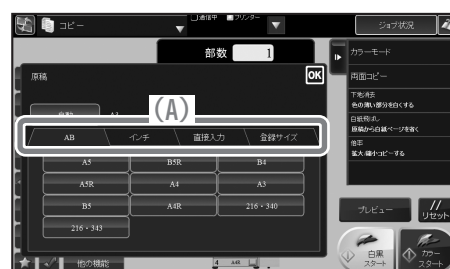 コピー
通信中 プリンター
ジョブ状況
部数 1
カラーモード
原稿
OK
両面コピー
自動 A3
下地消去
色の薄い部分を白くする
(A)
白紙飛ばし
原稿から白紙ページを省く
AB インチ 直接入力 登録サイズ
倍率
拡大/縮小コピーする
A5 B5R B4
A5R A4 A3
B5 A4R 216×340
プレビュー リセット
216×343
白黒
スタート
カラー
スタート
他の機能
4 A4R